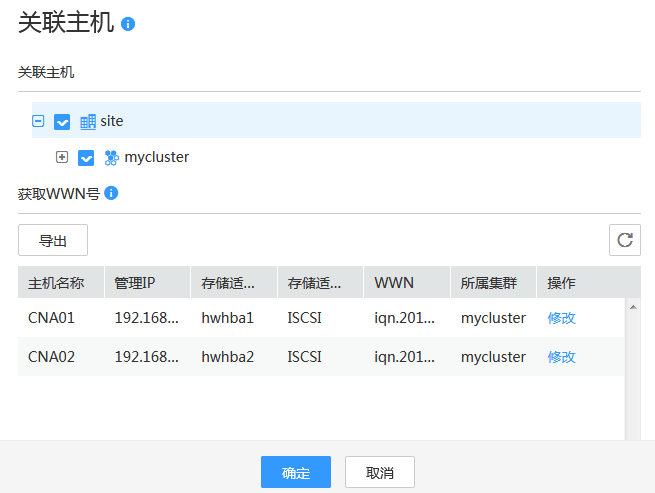 关联主机
关联主机
site
mycluster
获取WWN号
导出
主机名称 管理IP 存储适... 存储适... WWN 所属集群 操作
CNA01 192.168... hwhba1 ISCSI iqn.201... mycluster 修改
CNA02 192.168... hwhba2 ISCSI iqn.201... mycluster 修改
确定 取消